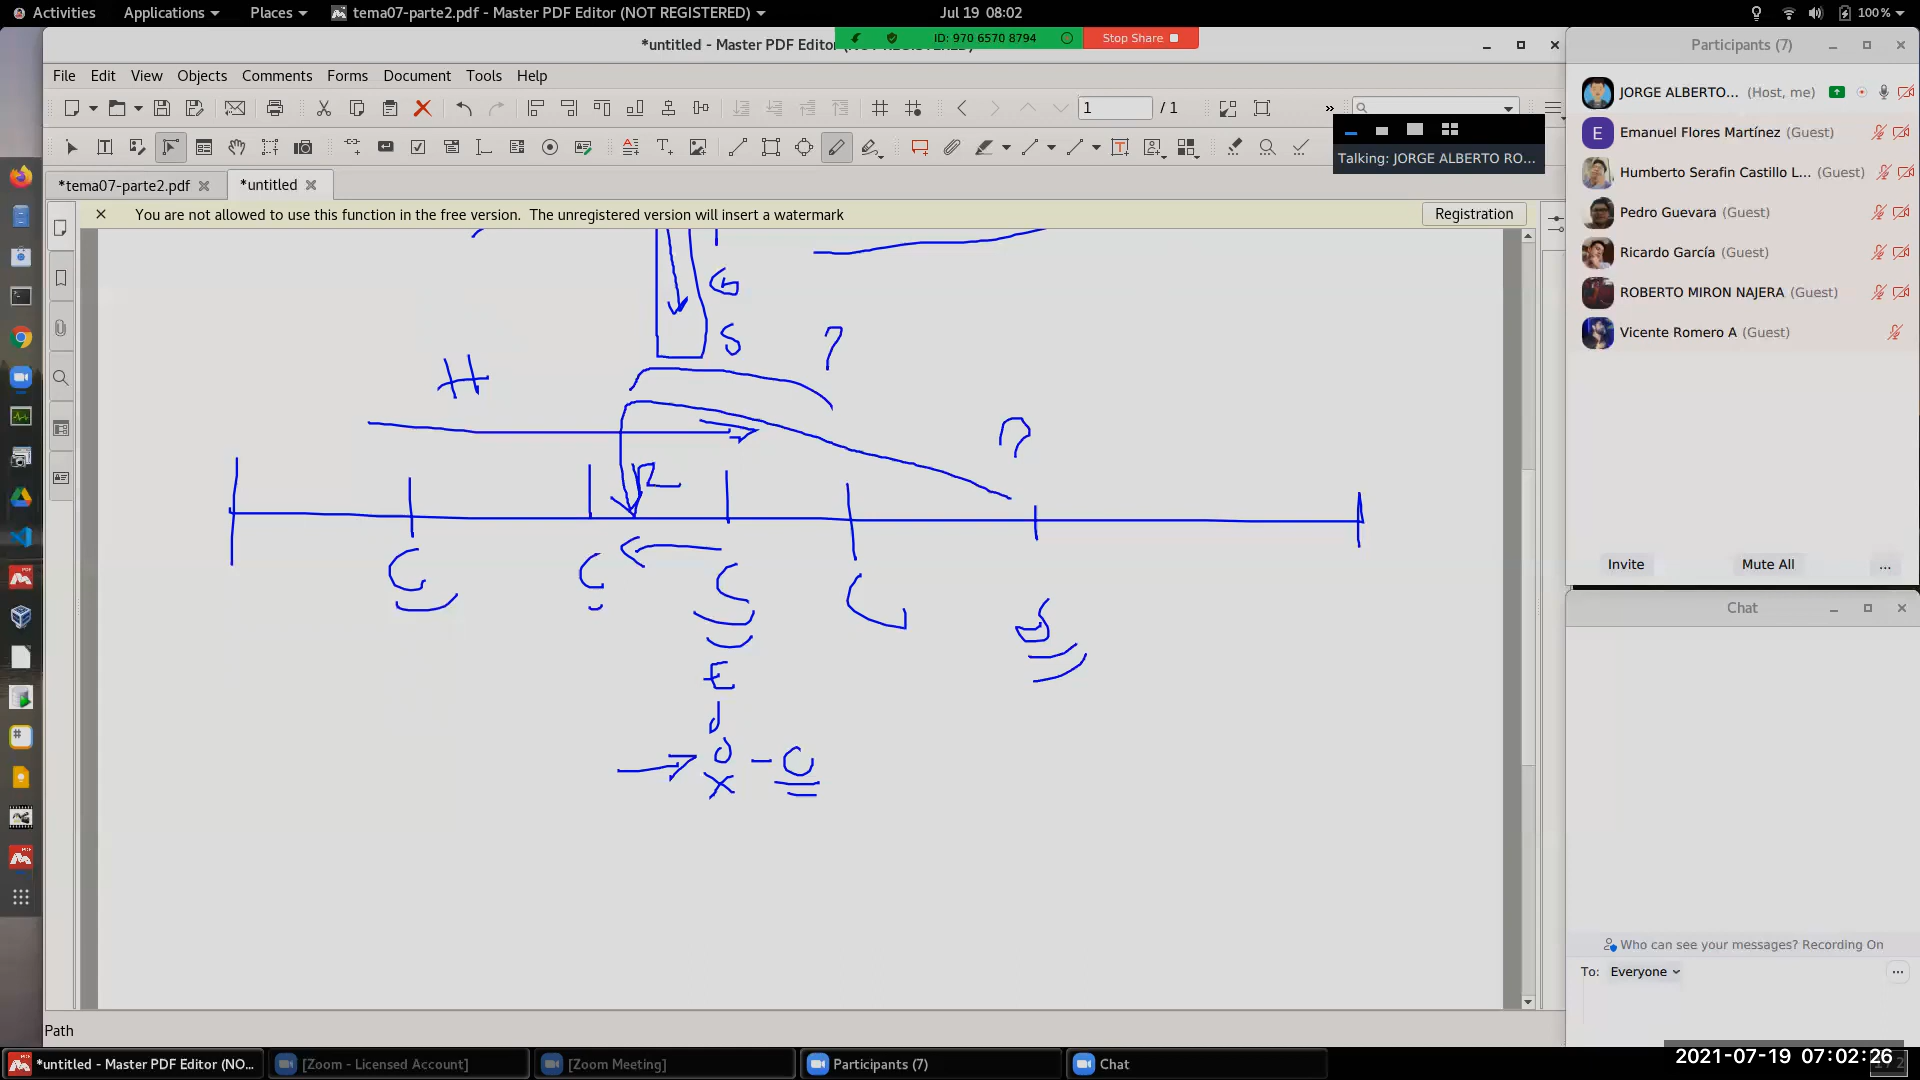 Activities Applications Places tema07-parte2.pdf - Master PDF Editor (NOT REGISTERED) Jul 19 08:02 100%
*untitled - Master PDF Editor
ID: 970 6570 8794 Stop Share
File Edit View Objects Collections Comments Forms Document Tools Help
1 / 1
»
Talking: JORGE ALBERTO RO...
*tema07-parte2.pdf *untitled
You are not allowed to use this function in the free version. The unregistered version will insert a watermark Registration
G
S ?
H
?
R
C C C C S
E
O - C
X
Path
Participants (7)
JORGE ALBERTO... (Host, me)
E Emanuel Flores Martínez (Guest)
Humberto Serafin Castillo L... (Guest)
Pedro Guevara (Guest)
Ricardo García (Guest)
ROBERTO MIRON NAJERA (Guest)
Vicente Romero A (Guest)
Invite Mute All ...
Chat
Who can see your messages? Recording On
To: Everyone
*untitled - Master PDF Editor (NO... [Zoom - Licensed Account] [Zoom Meeting] Participants (7) Chat
2021-07-19 07:02:26